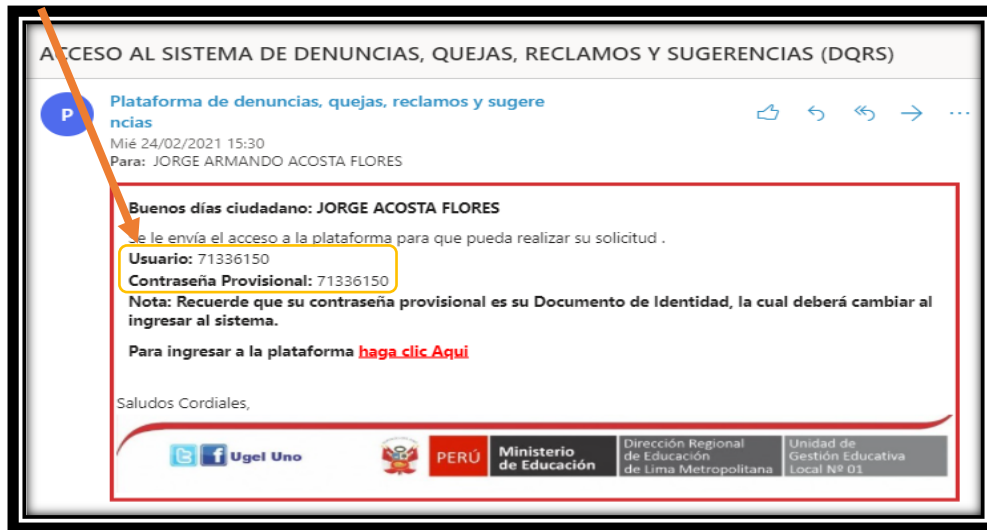 ACCESO AL SISTEMA DE DENUNCIAS, QUEJAS, RECLAMOS Y SUGERENCIAS (DQRS)
P
Plataforma de denuncias, quejas, reclamos y sugere
ncias
Mié 24/02/2021 15:30
Para: JORGE ARMANDO ACOSTA FLORES
Buenos días ciudadano: JORGE ACOSTA FLORES
Se le envía el acceso a la plataforma para que pueda realizar su solicitud .
Usuario: 71336150
Contraseña Provisional: 71336150
Nota: Recuerde que su contraseña provisional es su Documento de Identidad, la cual deberá cambiar al
ingresar al sistema.
Para ingresar a la plataforma haga clic Aqui
Saludos Cordiales,
Ugel Uno
PERÚ
Ministerio
de Educación
Dirección Regional
de Educación
de Lima Metropolitana
Unidad de
Gestión Educativa
Local Nº 01